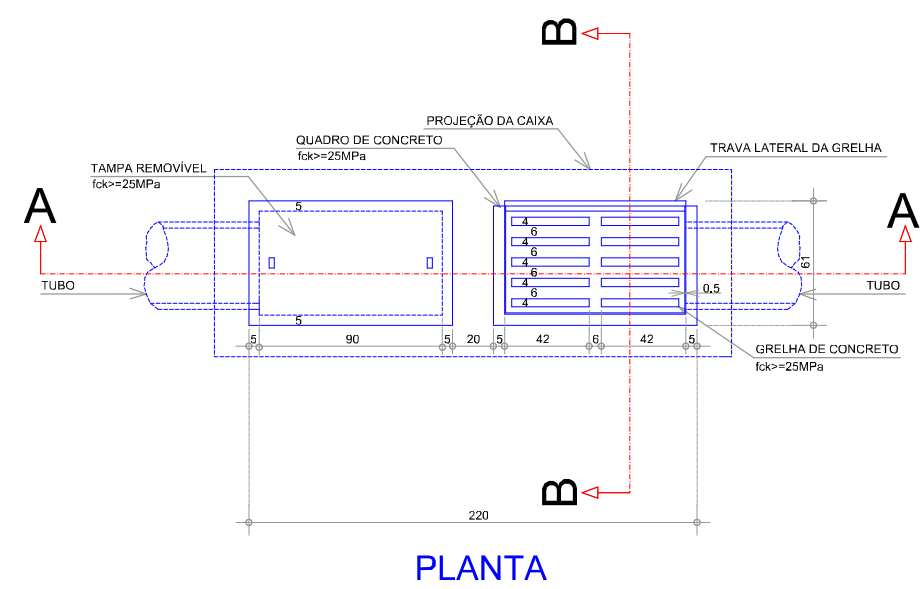 B
PROJEÇÃO DA CAIXA
QUADRO DE CONCRETO
fck>=25MPa
TRAVA LATERAL DA GRELHA
TAMPA REMOVÍVEL
fck>=25MPa
A
A
5
4
6
4
6
4
6
4
6
4
61
TUBO
0.5
TUBO
5
5
90
5
20
5
42
6
42
5
GRELHA DE CONCRETO
fck>=25MPa
B
220
PLANTA